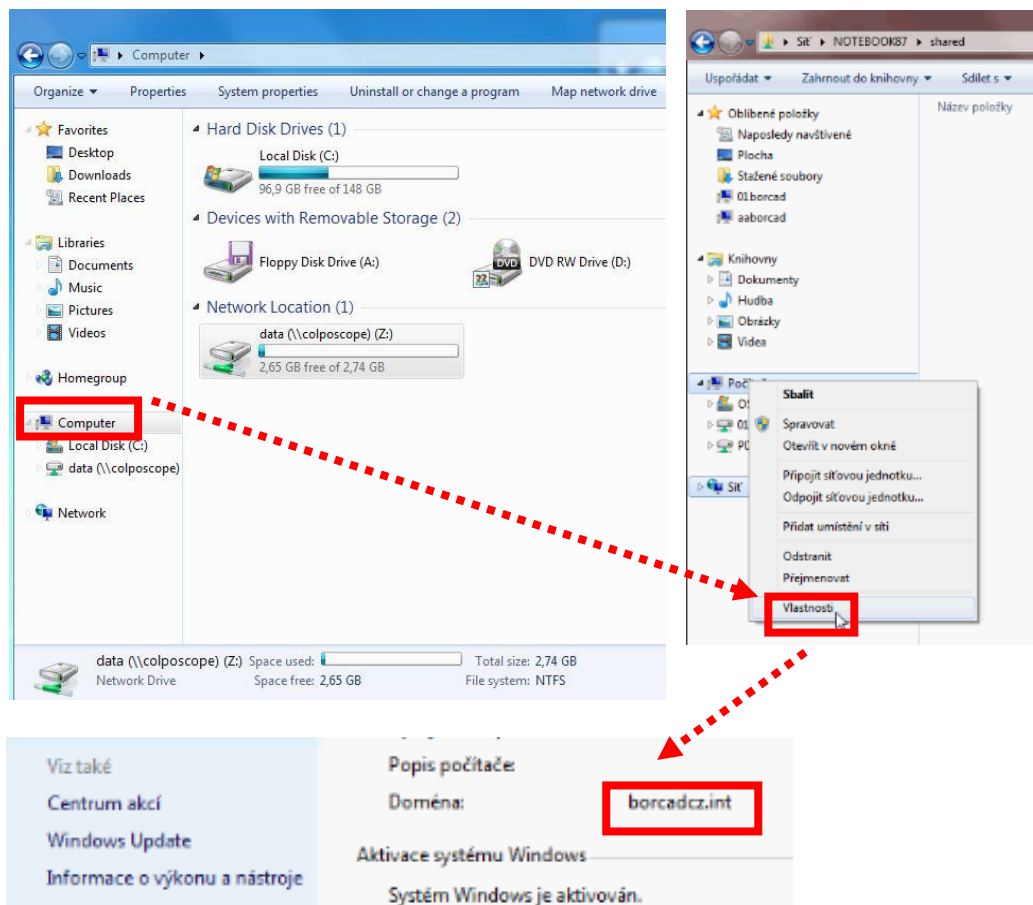 Computer
Organize
Properties
System properties
Uninstall or change a program
Map network drive
Favorites
Desktop
Downloads
Recent Places
Libraries
Documents
Music
Pictures
Videos
Homegroup
Computer
Local Disk (C:)
data (\\colposcope)
Network
Hard Disk Drives (1)
Local Disk (C:)
96,9 GB free of 148 GB
Devices with Removable Storage (2)
Floppy Disk Drive (A:)
DVD
DVD RW Drive (D:)
Network Location (1)
data (\\colposcope) (Z:)
2,65 GB free of 2,74 GB
data (\\colposcope) (Z:) Space used: Total size: 2,74 GB
Network Drive Space free: 2,65 GB File system: NTFS
Síť NOTEBOOK87 shared
Uspořádat
Zahrnout do knihovny
Sdílet s
Název položky
Oblíbené položky
Naposledy navštívené
Plocha
Stažené soubory
01borcad
aaborcad
Knihovny
Dokumenty
Hudba
Obrázky
Videa
Síť
Sbalit
Spravovat
Otevřít v novém okně
Připojit síťovou jednotku...
Odpojit síťovou jednotku...
Přidat umístění v síti
Odstranit
Přejmenovat
Vlastnosti
Viz také
Centrum akcí
Windows Update
Informace o výkonu a nástroje
Popis počítače:
Doména: borcadcz.int
Aktivace systému Windows
Systém Windows je aktivován.